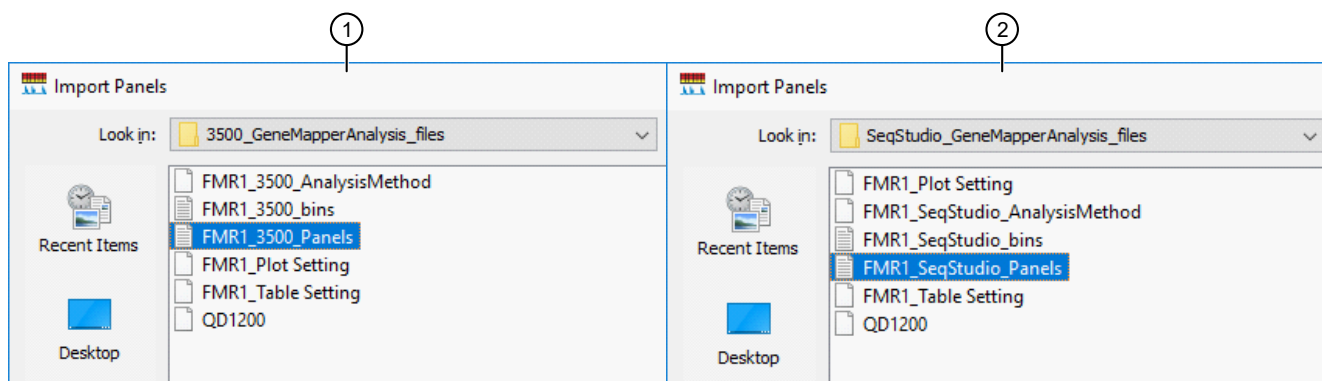 1
Import Panels
Look in: 3500_GeneMapperAnalysis_files
FMR1_3500_AnalysisMethod
FMR1_3500_bins
FMR1_3500_Panels
FMR1_Plot Setting
FMR1_Table Setting
QD1200
Recent Items
Desktop
2
Import Panels
Look in: SeqStudio_GeneMapperAnalysis_files
FMR1_Plot Setting
FMR1_SeqStudio_AnalysisMethod
FMR1_SeqStudio_bins
FMR1_SeqStudio_Panels
FMR1_Table Setting
QD1200
Recent Items
Desktop